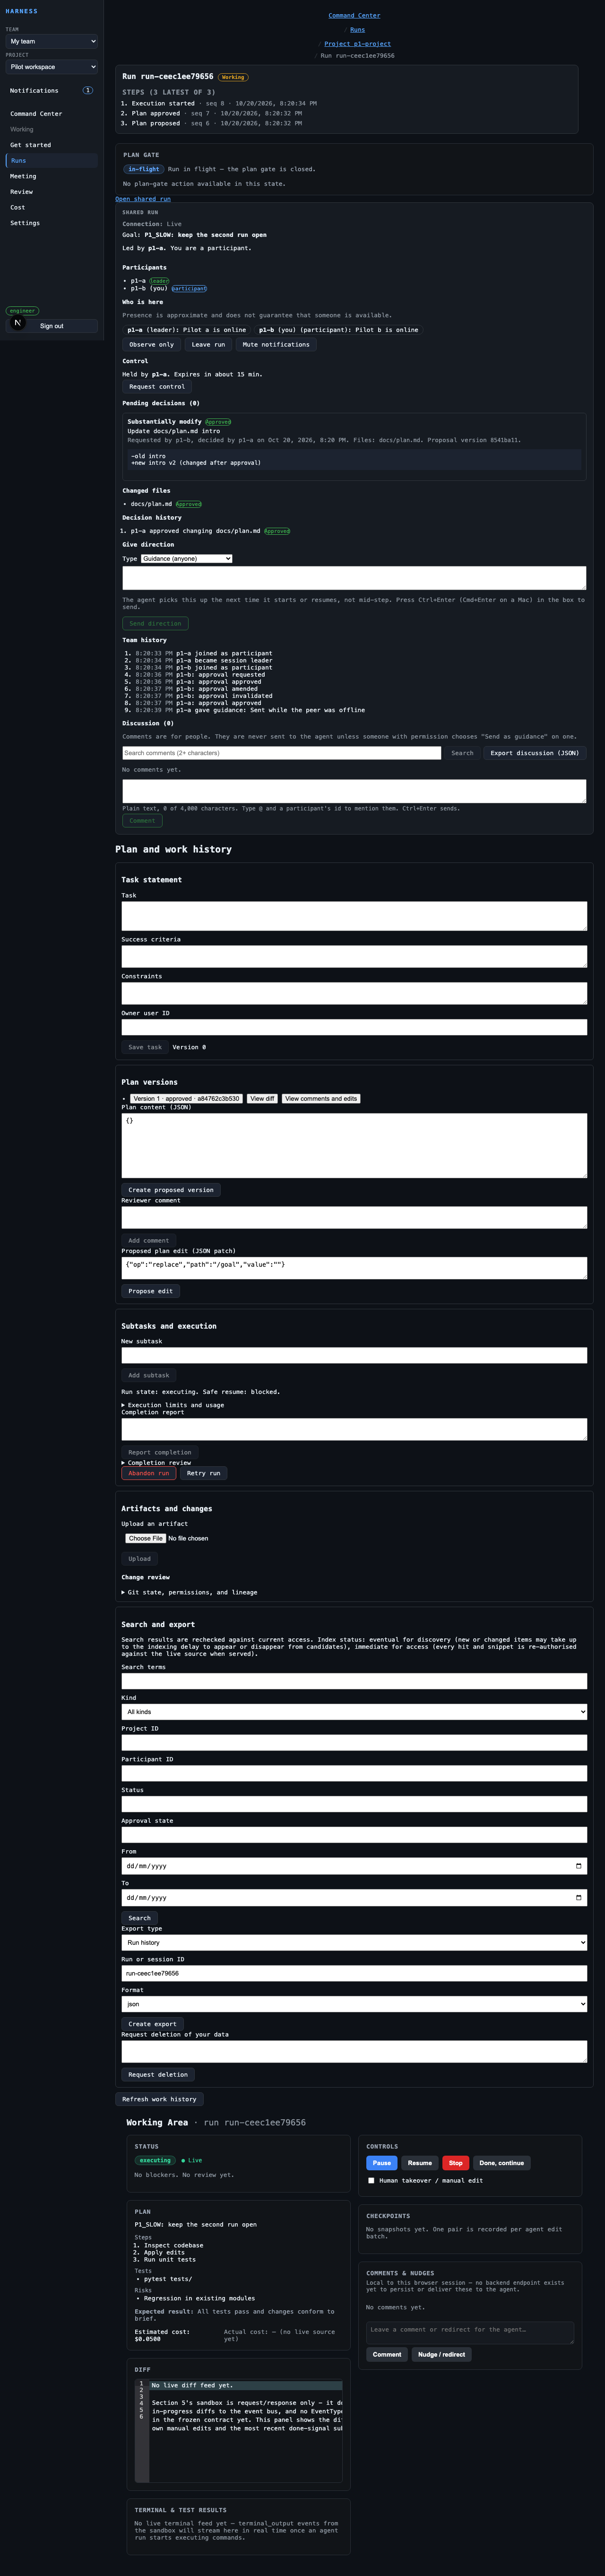 HARNESS
TEAM
My team
PROJECT
Pilot workspace
Notifications 1
Command Center
Working
Get started
Runs
Meeting
Review
Cost
Settings
engineer
N
Sign out
Command Center
/ Runs
/ Project p1-project
/ Run run-ceec1ee79656
Run run-ceec1ee79656 Working
STEPS (3 LATEST OF 3)
1. Execution started · seq 8 · 10/20/2026, 8:20:34 PM
2. Plan approved · seq 7 · 10/20/2026, 8:20:32 PM
3. Plan proposed · seq 6 · 10/20/2026, 8:20:32 PM
PLAN GATE
in-flight Run in flight — the plan gate is closed.
No plan-gate action available in this state.
Open shared run
SHARED RUN
Connection: Live
Goal: P1_SLOW: keep the second run open
Led by p1-a. You are a participant.
Participants
• p1-a leader
• p1-b (you) participant
Who is here
Presence is approximate and does not guarantee that someone is available.
p1-a (leader): Pilot a is online
p1-b (you) (participant): Pilot b is online
Observe only Leave run Mute notifications
Control
Held by p1-a. Expires in about 15 min.
Request control
Pending decisions (0)
Substantially modify Approved
Update docs/plan.md intro
Requested by p1-b, decided by p1-a on Oct 20, 2026, 8:20 PM. Files: docs/plan.md. Proposal version 8541ba11.
-old intro
+new intro v2 (changed after approval)
Changed files
• docs/plan.md Approved
Decision history
1. p1-a approved changing docs/plan.md Approved
Give direction
Type Guidance (anyone)
The agent picks this up the next time it starts or resumes, not mid-step. Press Ctrl+Enter (Cmd+Enter on a Mac) in the box to
send.
Send direction
Team history
1. 8:20:33 PM p1-a joined as participant
2. 8:20:34 PM p1-a became session leader
3. 8:20:34 PM p1-b joined as participant
4. 8:20:36 PM p1-b: approval requested
5. 8:20:36 PM p1-a: approval approved
6. 8:20:37 PM p1-b: approval amended
7. 8:20:37 PM p1-b: approval invalidated
8. 8:20:37 PM p1-a: approval approved
9. 8:20:39 PM p1-a gave guidance: Sent while the peer was offline
Discussion (0)
Comments are for people. They are never sent to the agent unless someone with permission chooses "Send as guidance" on one.
Search comments (2+ characters) Search Export discussion (JSON)
No comments yet.
Plain text, 0 of 4,000 characters. Type @ and a participant's id to mention them. Ctrl+Enter sends.
Comment
Plan and work history
Task statement
Task
Success criteria
Constraints
Owner user ID
Save task Version 0
Plan versions
• Version 1 · approved · a84762c3b530 View diff View comments and edits
Plan content (JSON)
{}
Create proposed version
Reviewer comment
Add comment
Proposed plan edit (JSON patch)
{"op":"replace","path":"/goal","value":""}
Propose edit
Subtasks and execution
New subtask
Add subtask
Run state: executing. Safe resume: blocked.
▶ Execution limits and usage
Completion report
Report completion
▶ Completion review
Abandon run Retry run
Artifacts and changes
Upload an artifact
Choose File No file chosen
Upload
Change review
▶ Git state, permissions, and lineage
Search and export
Search results are rechecked against current access. Index status: eventual for discovery (new or changed items may take up
to the indexing delay to appear or disappear from candidates), immediate for access (every hit and snippet is re-authorised
against the live source when served).
Search terms
Kind
All kinds
Project ID
Participant ID
Status
Approval state
From
dd/mm/yyyy
To
dd/mm/yyyy
Search
Export type
Run history
Run or session ID
run-ceec1ee79656
Format
json
Create export
Request deletion of your data
Request deletion
Refresh work history
Working Area · run run-ceec1ee79656
STATUS
executing ● Live
No blockers. No review yet.
PLAN
P1_SLOW: keep the second run open
Steps
1. Inspect codebase
2. Apply edits
3. Run unit tests
Tests
• pytest tests/
Risks
• Regression in existing modules
Expected result: All tests pass and changes conform to
brief.
Estimated cost:
$0.0500
Actual cost: — (no live source
yet)
DIFF
1 No live diff feed yet.
2
3 Section 5's sandbox is request/response only — it do
4 in-progress diffs to the event bus, and no EventType
5 in the frozen contract yet. This panel shows the di
6 own manual edits and the most recent done-signal su
TERMINAL & TEST RESULTS
No live terminal feed yet — terminal_output events from
the sandbox will stream here in real time once an agent
run starts executing commands.
CONTROLS
Pause Resume Stop Done, continue
Human takeover / manual edit
CHECKPOINTS
No snapshots yet. One pair is recorded per agent edit
batch.
COMMENTS & NUDGES
Local to this browser session — no backend endpoint exists
yet to persist or deliver these to the agent.
No comments yet.
Leave a comment or redirect for the agent…
Comment Nudge / redirect